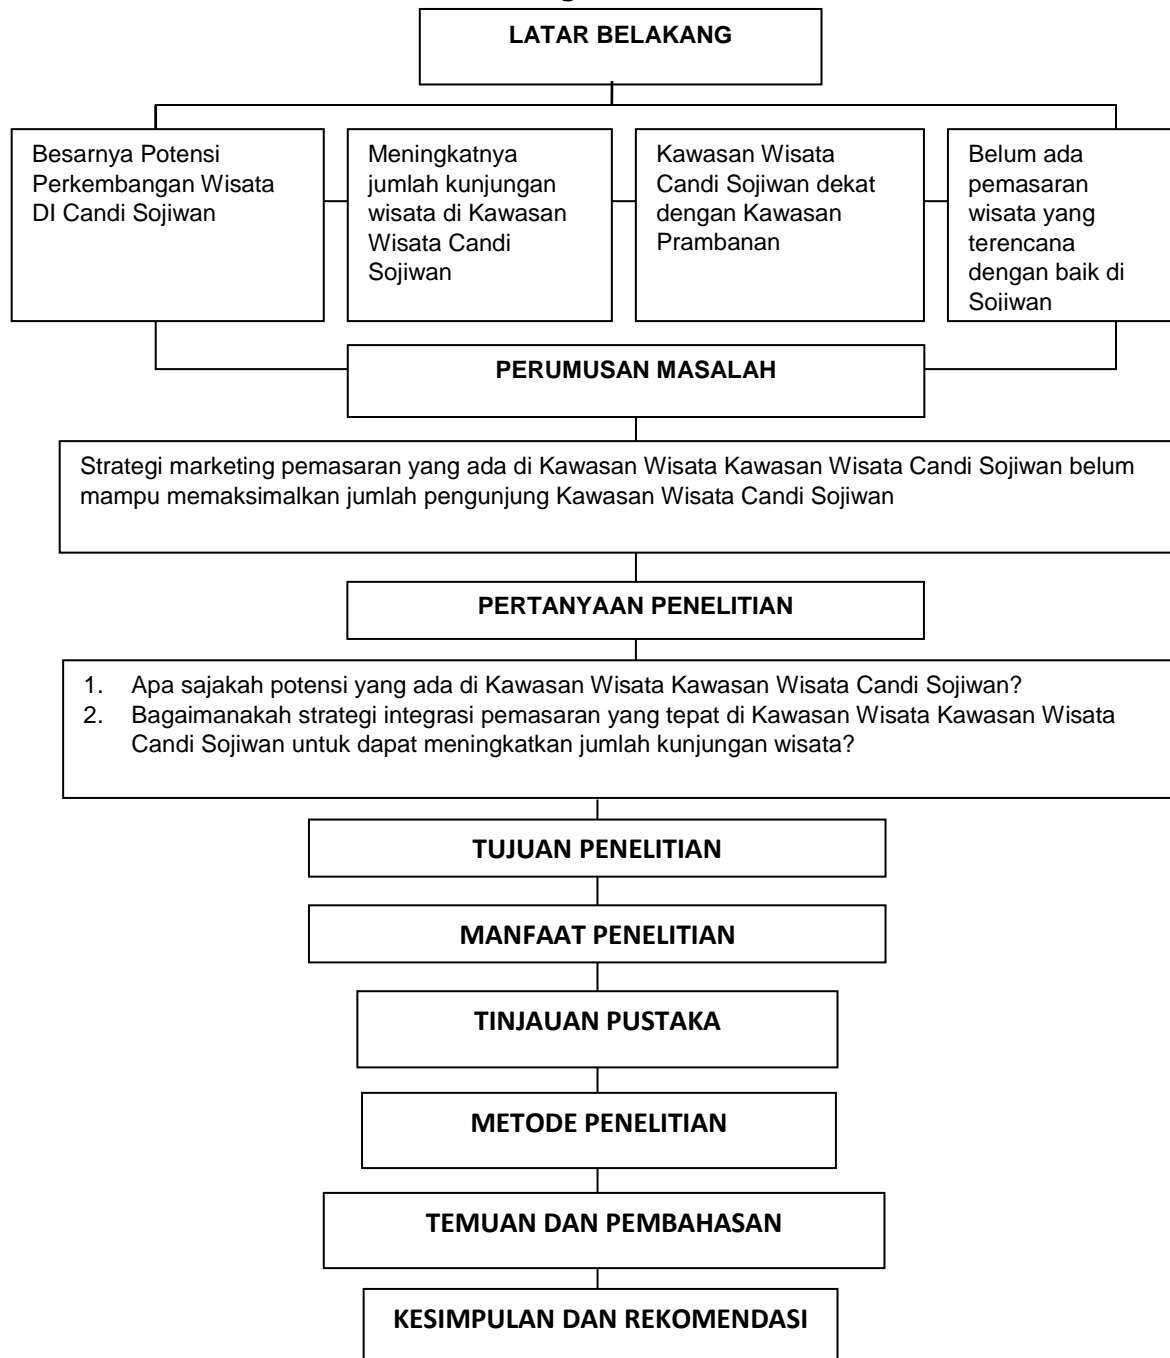 LATAR BELAKANG
Besarnya Potensi
Perkembangan Wisata
DI Candi Sojiwan
Meningkatnya
jumlah kunjungan
wisata di Kawasan
Wisata Candi
Sojiwan
Kawasan Wisata
Candi Sojiwan dekat
dengan Kawasan
Prambanan
Belum ada
pemasaran
wisata yang
terencana
dengan baik di
Sojiwan
PERUMUSAN MASALAH
Strategi marketing pemasaran yang ada di Kawasan Wisata Kawasan Wisata Candi Sojiwan belum
mampu memaksimalkan jumlah pengunjung Kawasan Wisata Candi Sojiwan
PERTANYAAN PENELITIAN
1. Apa sajakah potensi yang ada di Kawasan Wisata Kawasan Wisata Candi Sojiwan?
2. Bagaimanakah strategi integrasi pemasaran yang tepat di Kawasan Wisata Kawasan Wisata
Candi Sojiwan untuk dapat meningkatkan jumlah kunjungan wisata?
TUJUAN PENELITIAN
MANFAAT PENELITIAN
TINJAUAN PUSTAKA
METODE PENELITIAN
TEMUAN DAN PEMBAHASAN
KESIMPULAN DAN REKOMENDASI